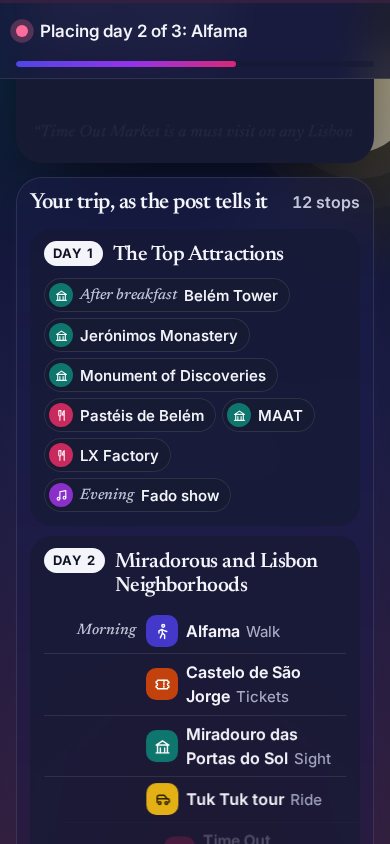 Placing day 2 of 3: Alfama
"Time Out Market is a must visit on any Lisbon
Your trip, as the post tells it 12 stops
DAY 1 The Top Attractions
After breakfast Belém Tower
Jerónimos Monastery
Monument of Discoveries
Pastéis de Belém MAAT
LX Factory
Evening Fado show
DAY 2 Miradorous and Lisbon
Neighborhoods
Morning Alfama Walk
Castelo de São
Jorge Tickets
Miradouro das
Portas do Sol Sight
Tuk Tuk tour Ride
Time Out